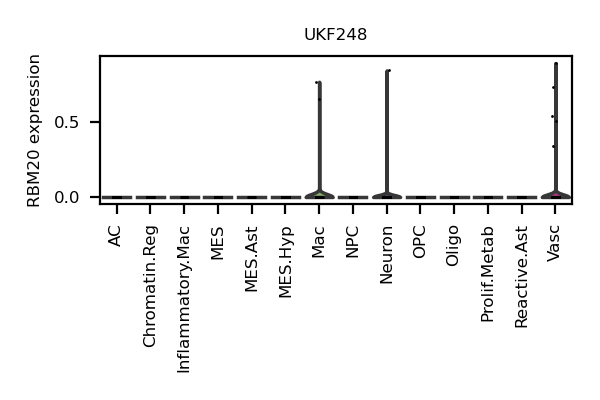 UKF248
RBM20 expression
0.5
0.0
AC
Chromatin.Reg
Inflammatory.Mac
MES
MES.Ast
MES.Hyp
Mac
NPC
Neuron
OPC
Oligo
Prolif.Metab
Reactive.Ast
Vasc